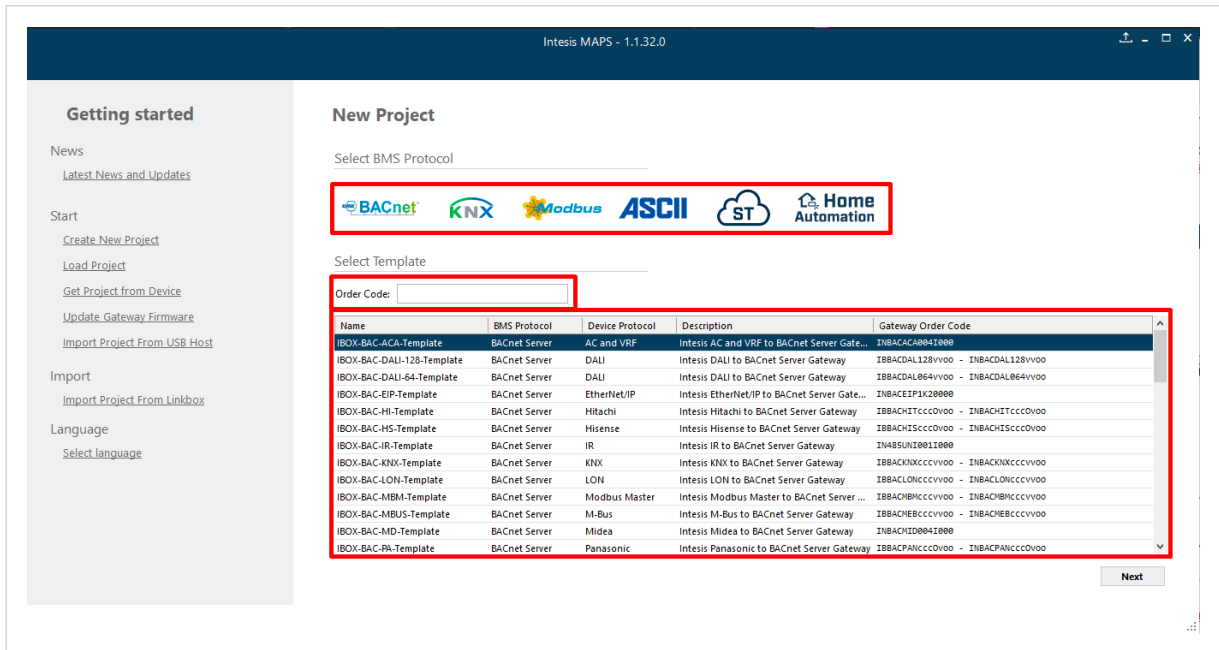 Intesis MAPS - 1.1.32.0
Getting started
News
Latest News and Updates
Start
Create New Project
Load Project
Get Project from Device
Update Gateway Firmware
Import Project From USB Host
Import
Import Project From Linkbox
Language
Select language
New Project
Select BMS Protocol
BACnet KNX Modbus ASCII ST Home Automation
Select Template
Order Code:
Name BMS Protocol Device Protocol Description Gateway Order Code
IBOX-BAC-ACA-Template BACnet Server AC and VRF Intesis AC and VRF to BACnet Server Gate... INBACACA004I000
IBOX-BAC-DALI-128-Template BACnet Server DALI Intesis DALI to BACnet Server Gateway IBBACDAL128vvoo - INBACDAL128vvoo
IBOX-BAC-DALI-64-Template BACnet Server DALI Intesis DALI to BACnet Server Gateway IBBACDAL064vvoo - INBACDAL064vvoo
IBOX-BAC-EIP-Template BACnet Server EtherNet/IP Intesis EtherNet/IP to BACnet Server Gate... INBACEIP1K20000
IBOX-BAC-HI-Template BACnet Server Hitachi Intesis Hitachi to BACnet Server Gateway IBBACHITcccOvoo - INBACHITcccOvoo
IBOX-BAC-HS-Template BACnet Server Hisense Intesis Hisense to BACnet Server Gateway IBBACHIScccOvoo - INBACHIScccOvoo
IBOX-BAC-IR-Template BACnet Server IR Intesis IR to BACnet Server Gateway IN485UNI001I000
IBOX-BAC-KNX-Template BACnet Server KNX Intesis KNX to BACnet Server Gateway IBBACKNXcccvvoo - INBACKNXcccvvoo
IBOX-BAC-LON-Template BACnet Server LON Intesis LON to BACnet Server Gateway IBBACLONcccvvoo - INBACLONcccvvoo
IBOX-BAC-MBM-Template BACnet Server Modbus Master Intesis Modbus Master to BACnet Server ... IBBACMBMcccvvoo - INBACMBMcccvvoo
IBOX-BAC-MBUS-Template BACnet Server M-Bus Intesis M-Bus to BACnet Server Gateway IBBACMEBcccvvoo - INBACMEBcccvvoo
IBOX-BAC-MD-Template BACnet Server Midea Intesis Midea to BACnet Server Gateway INBACMID004I000
IBOX-BAC-PA-Template BACnet Server Panasonic Intesis Panasonic to BACnet Server Gateway IBBACPANcccOvoo - INBACPANcccOvoo
Next